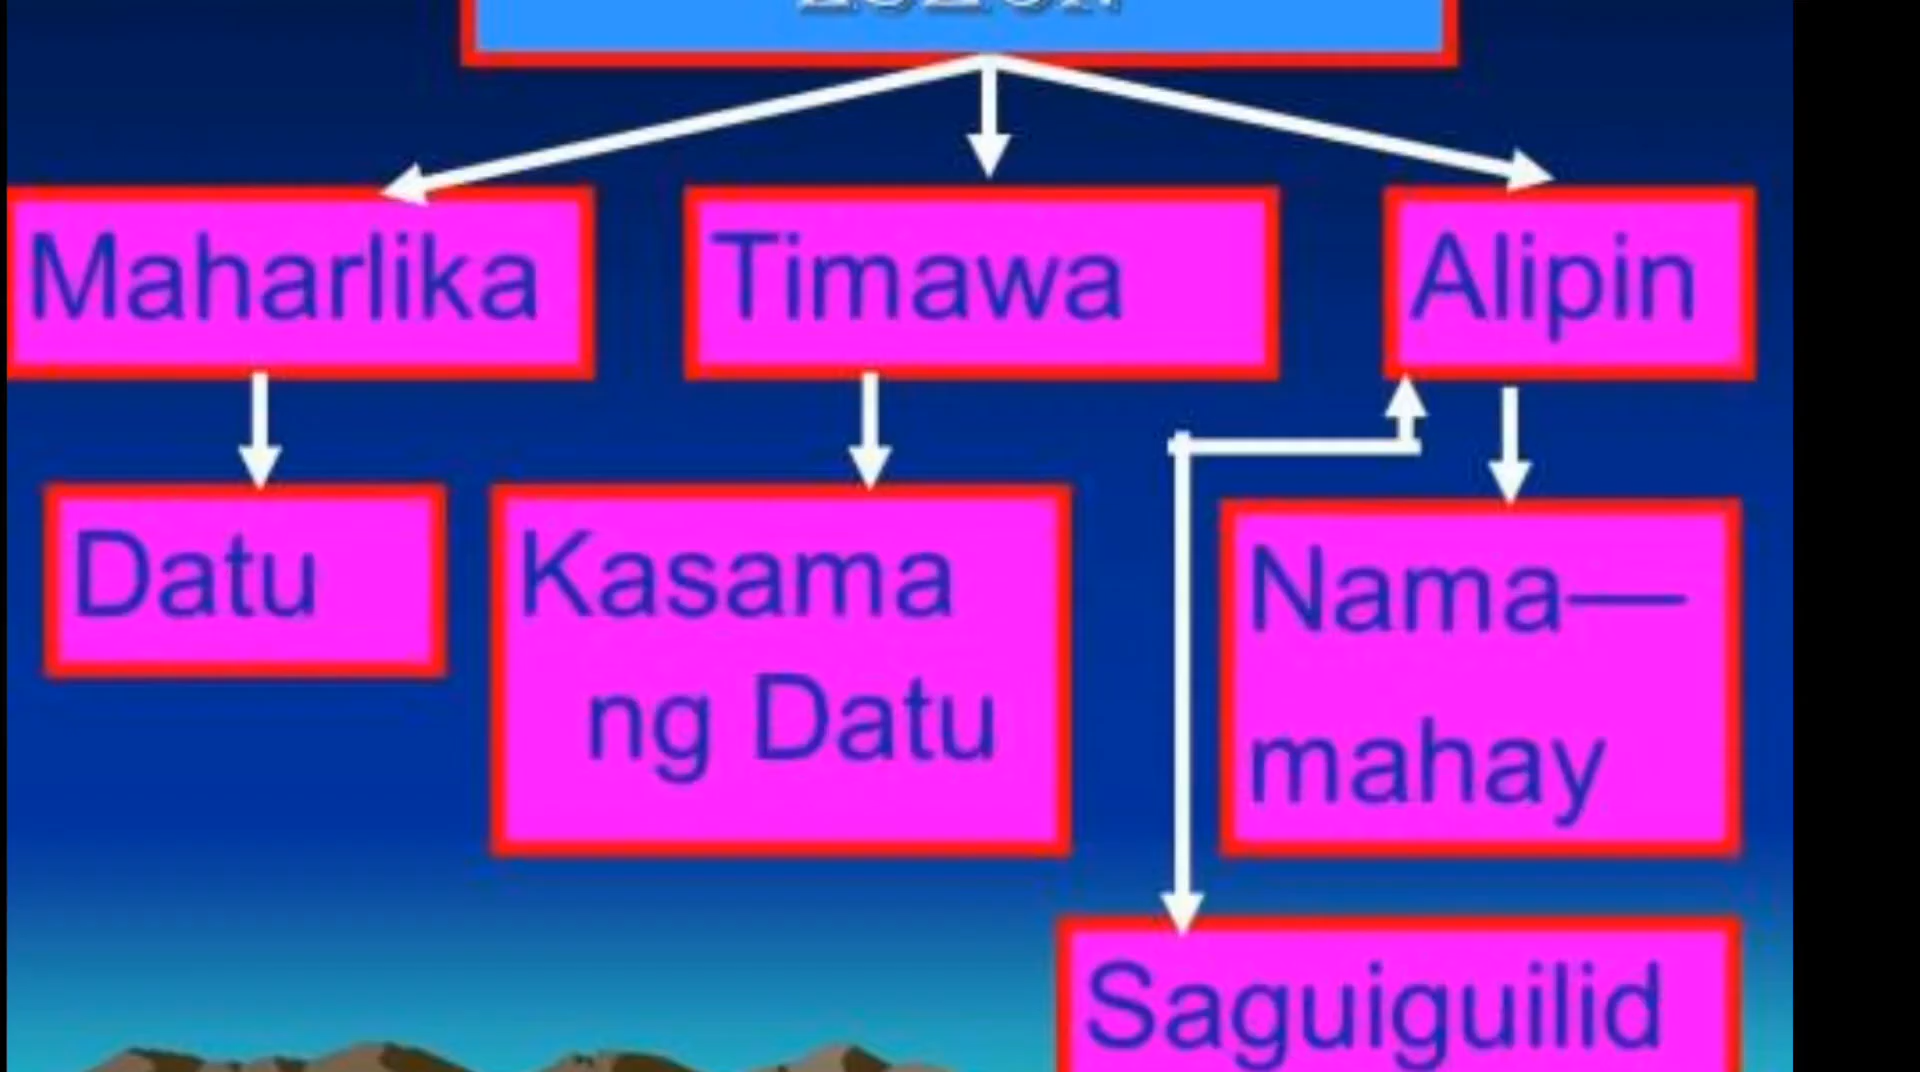 Maharlika
Timawa
Alipin
Datu
Kasama
ng Datu
Nama—
mahay
Saguiguilid